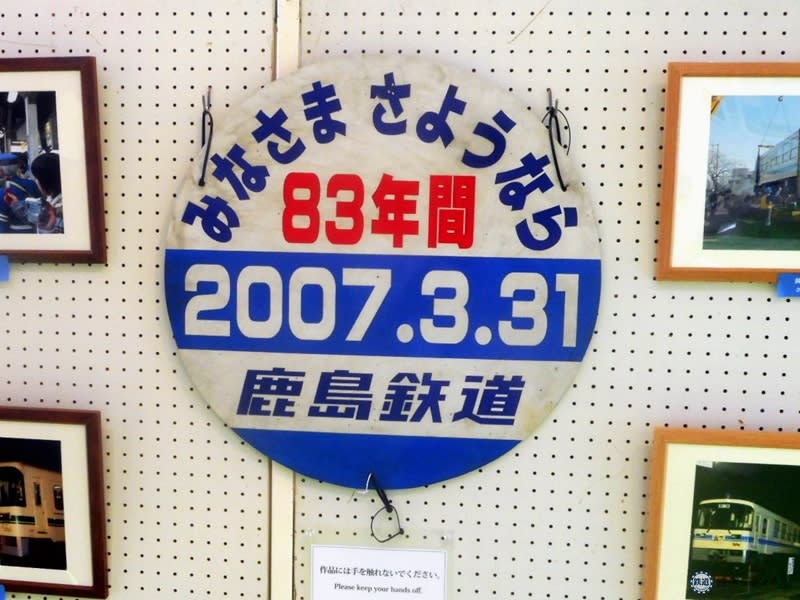 みなさま さようなら
83年間
2007.3.31
鹿島鉄道
作品には手を触れないでください。
Please keep your hands off.
鉄道